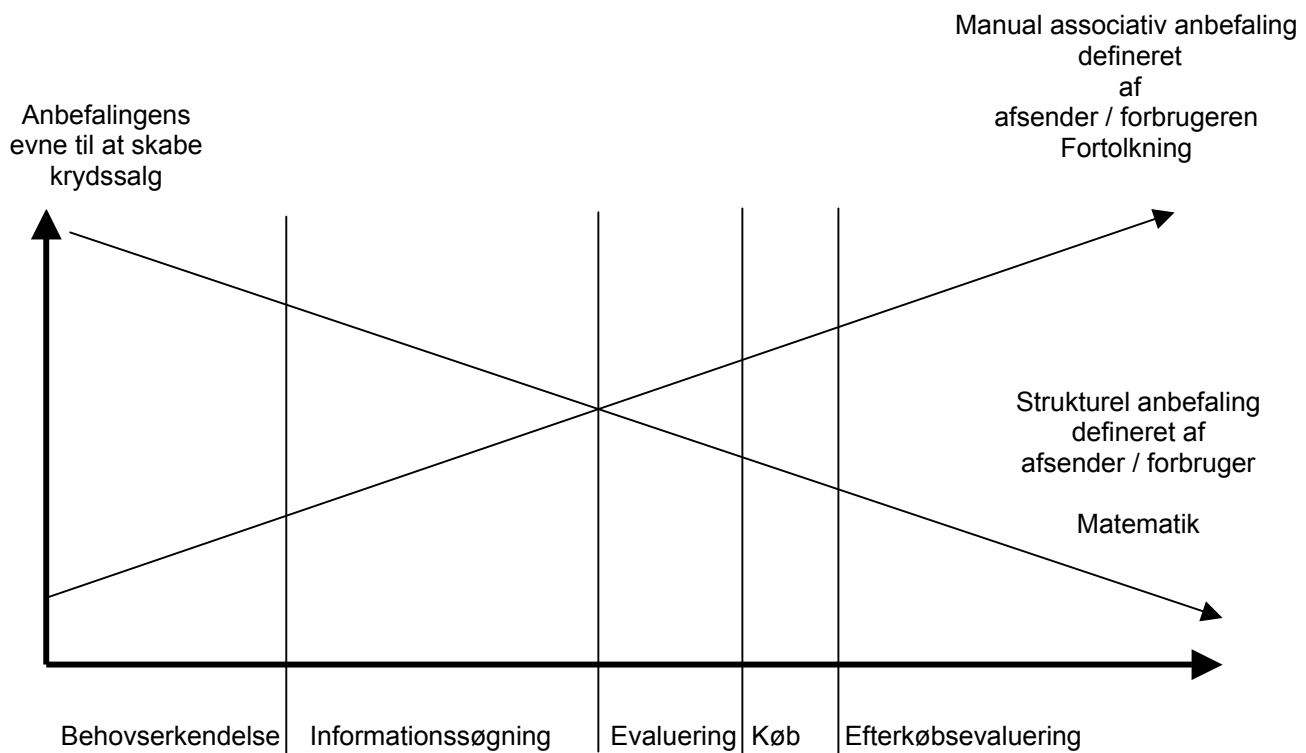 Manual associativ anbefaling
defineret
af
afsender / forbrugeren
Fortolkning
Anbefalingens
evne til at skabe
krydssalg
Strukturel anbefaling
defineret af
afsender / forbruger
Matematik
Behovserkendelse
Informationssøgning
Evaluering
Køb
Efterkøbsevaluering